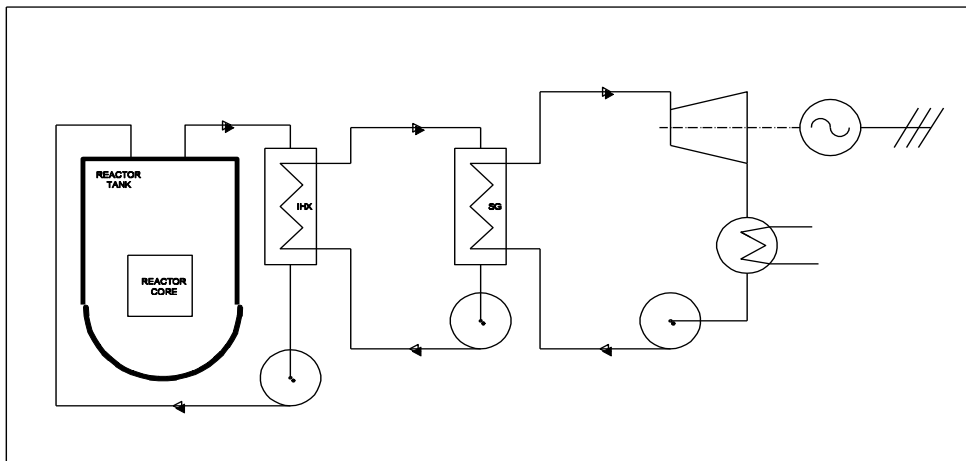 REACTOR
TANK
IHX
SG
REACTOR
CORE